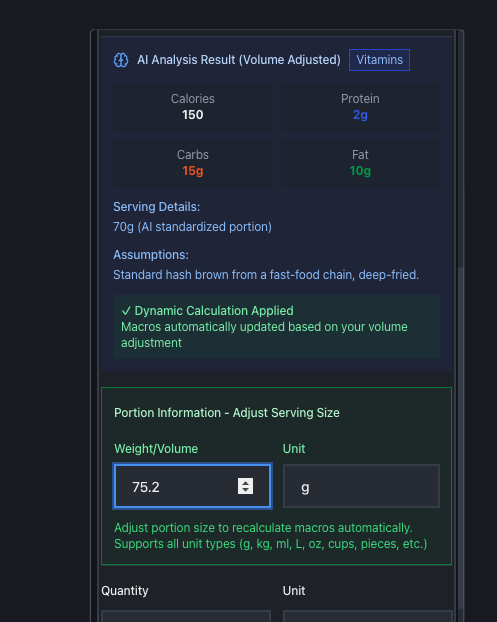 AI Analysis Result (Volume Adjusted) Vitamins
Calories Protein
150 2g
Carbs Fat
15g 10g
Serving Details:
70g (AI standardized portion)
Assumptions:
Standard hash brown from a fast-food chain, deep-fried.
✓ Dynamic Calculation Applied
Macros automatically updated based on your volume
adjustment
Portion Information - Adjust Serving Size
Weight/Volume Unit
75.2 g
Adjust portion size to recalculate macros automatically.
Supports all unit types (g, kg, ml, L, oz, cups, pieces, etc.)
Quantity Unit